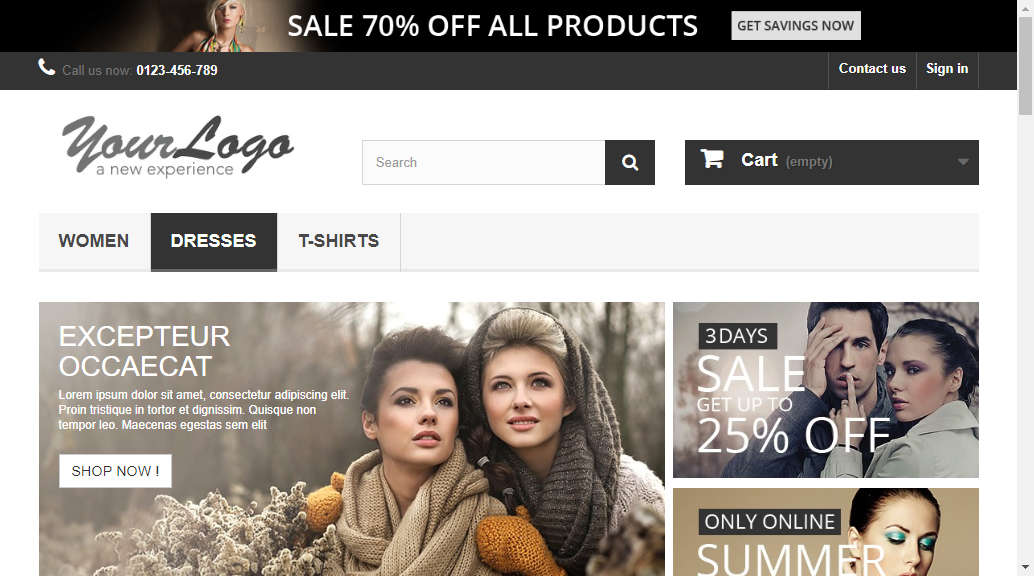 SALE 70% OFF ALL PRODUCTS GET SAVINGS NOW
Call us now: 0123-456-789 Contact us Sign in
YourLogo
a new experience
Search
Cart (empty)
WOMEN DRESSES T-SHIRTS
EXCEPTEUR
OCCAECAT
Lorem ipsum dolor sit amet, consectetur adipiscing elit.
Proin tristique in tortor et dignissim. Quisque non
tempor leo. Maecenas egestas sem elit
SHOP NOW !
3 DAYS
SALE
GET UP TO
25% OFF
ONLY ONLINE
SUMMER